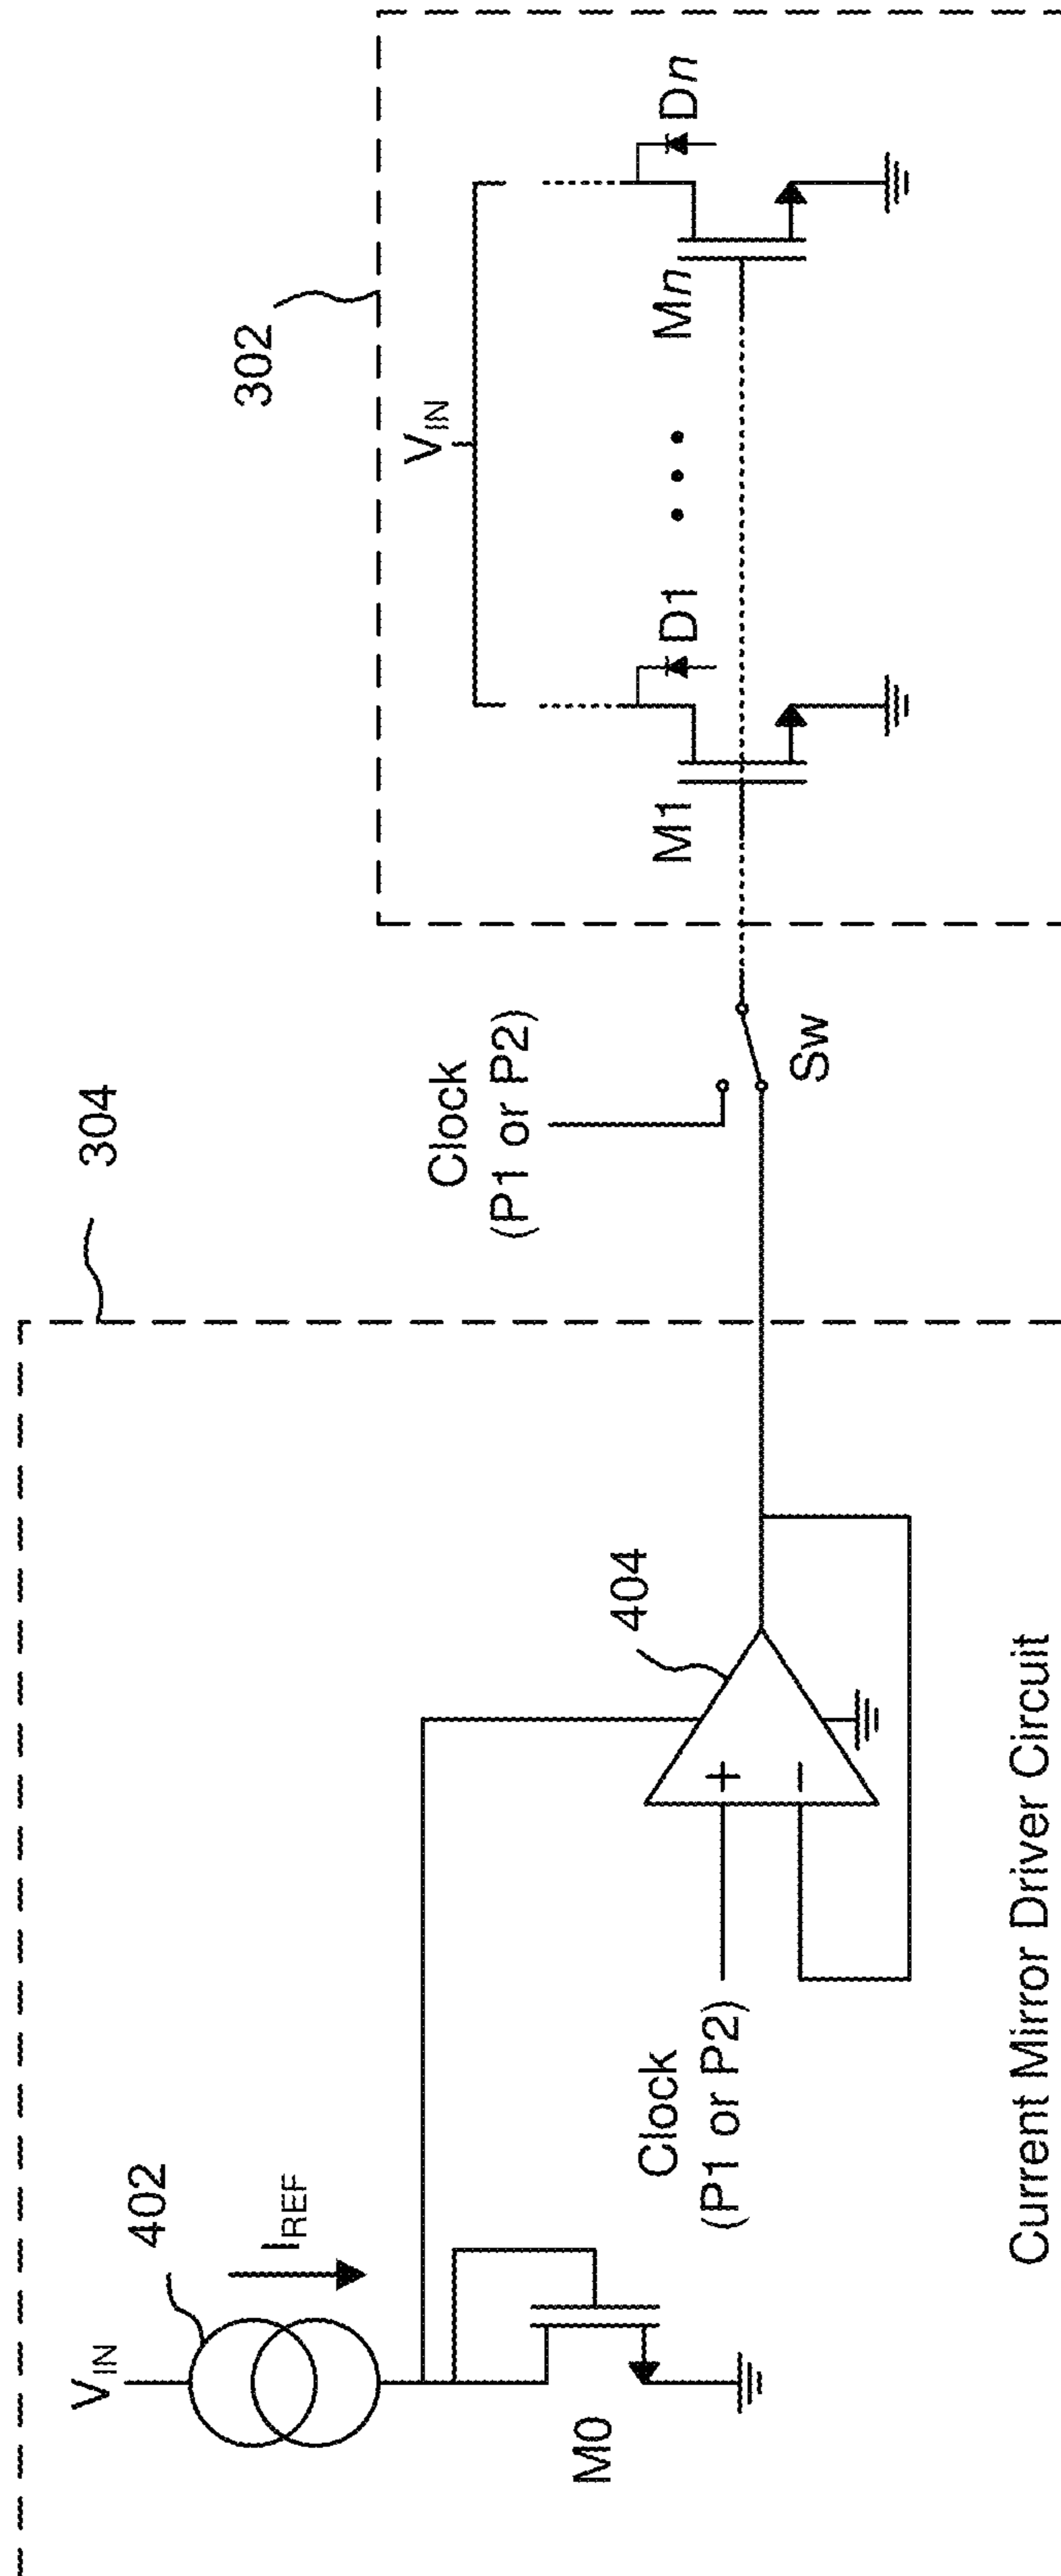 304
302
V_IN
402
I_REF
M0
Clock
(P1 or P2)
404
Clock
(P1 or P2)
Sw
V_IN
M1
D1
Mn
Dn
Current Mirror Driver Circuit